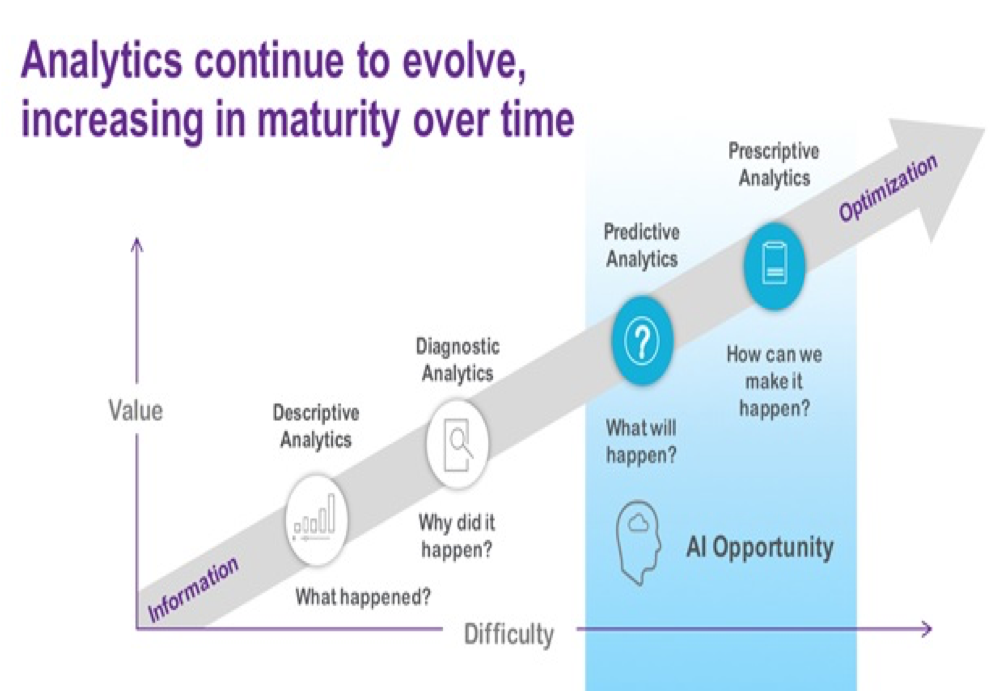 Analytics continue to evolve,
increasing in maturity over time
Prescriptive
Analytics
Optimization
Predictive
Analytics
Diagnostic
Analytics
How can we
make it
happen?
Value
Descriptive
Analytics
What will
happen?
Why did it
happen?
AI Opportunity
Information
What happened?
Difficulty
?